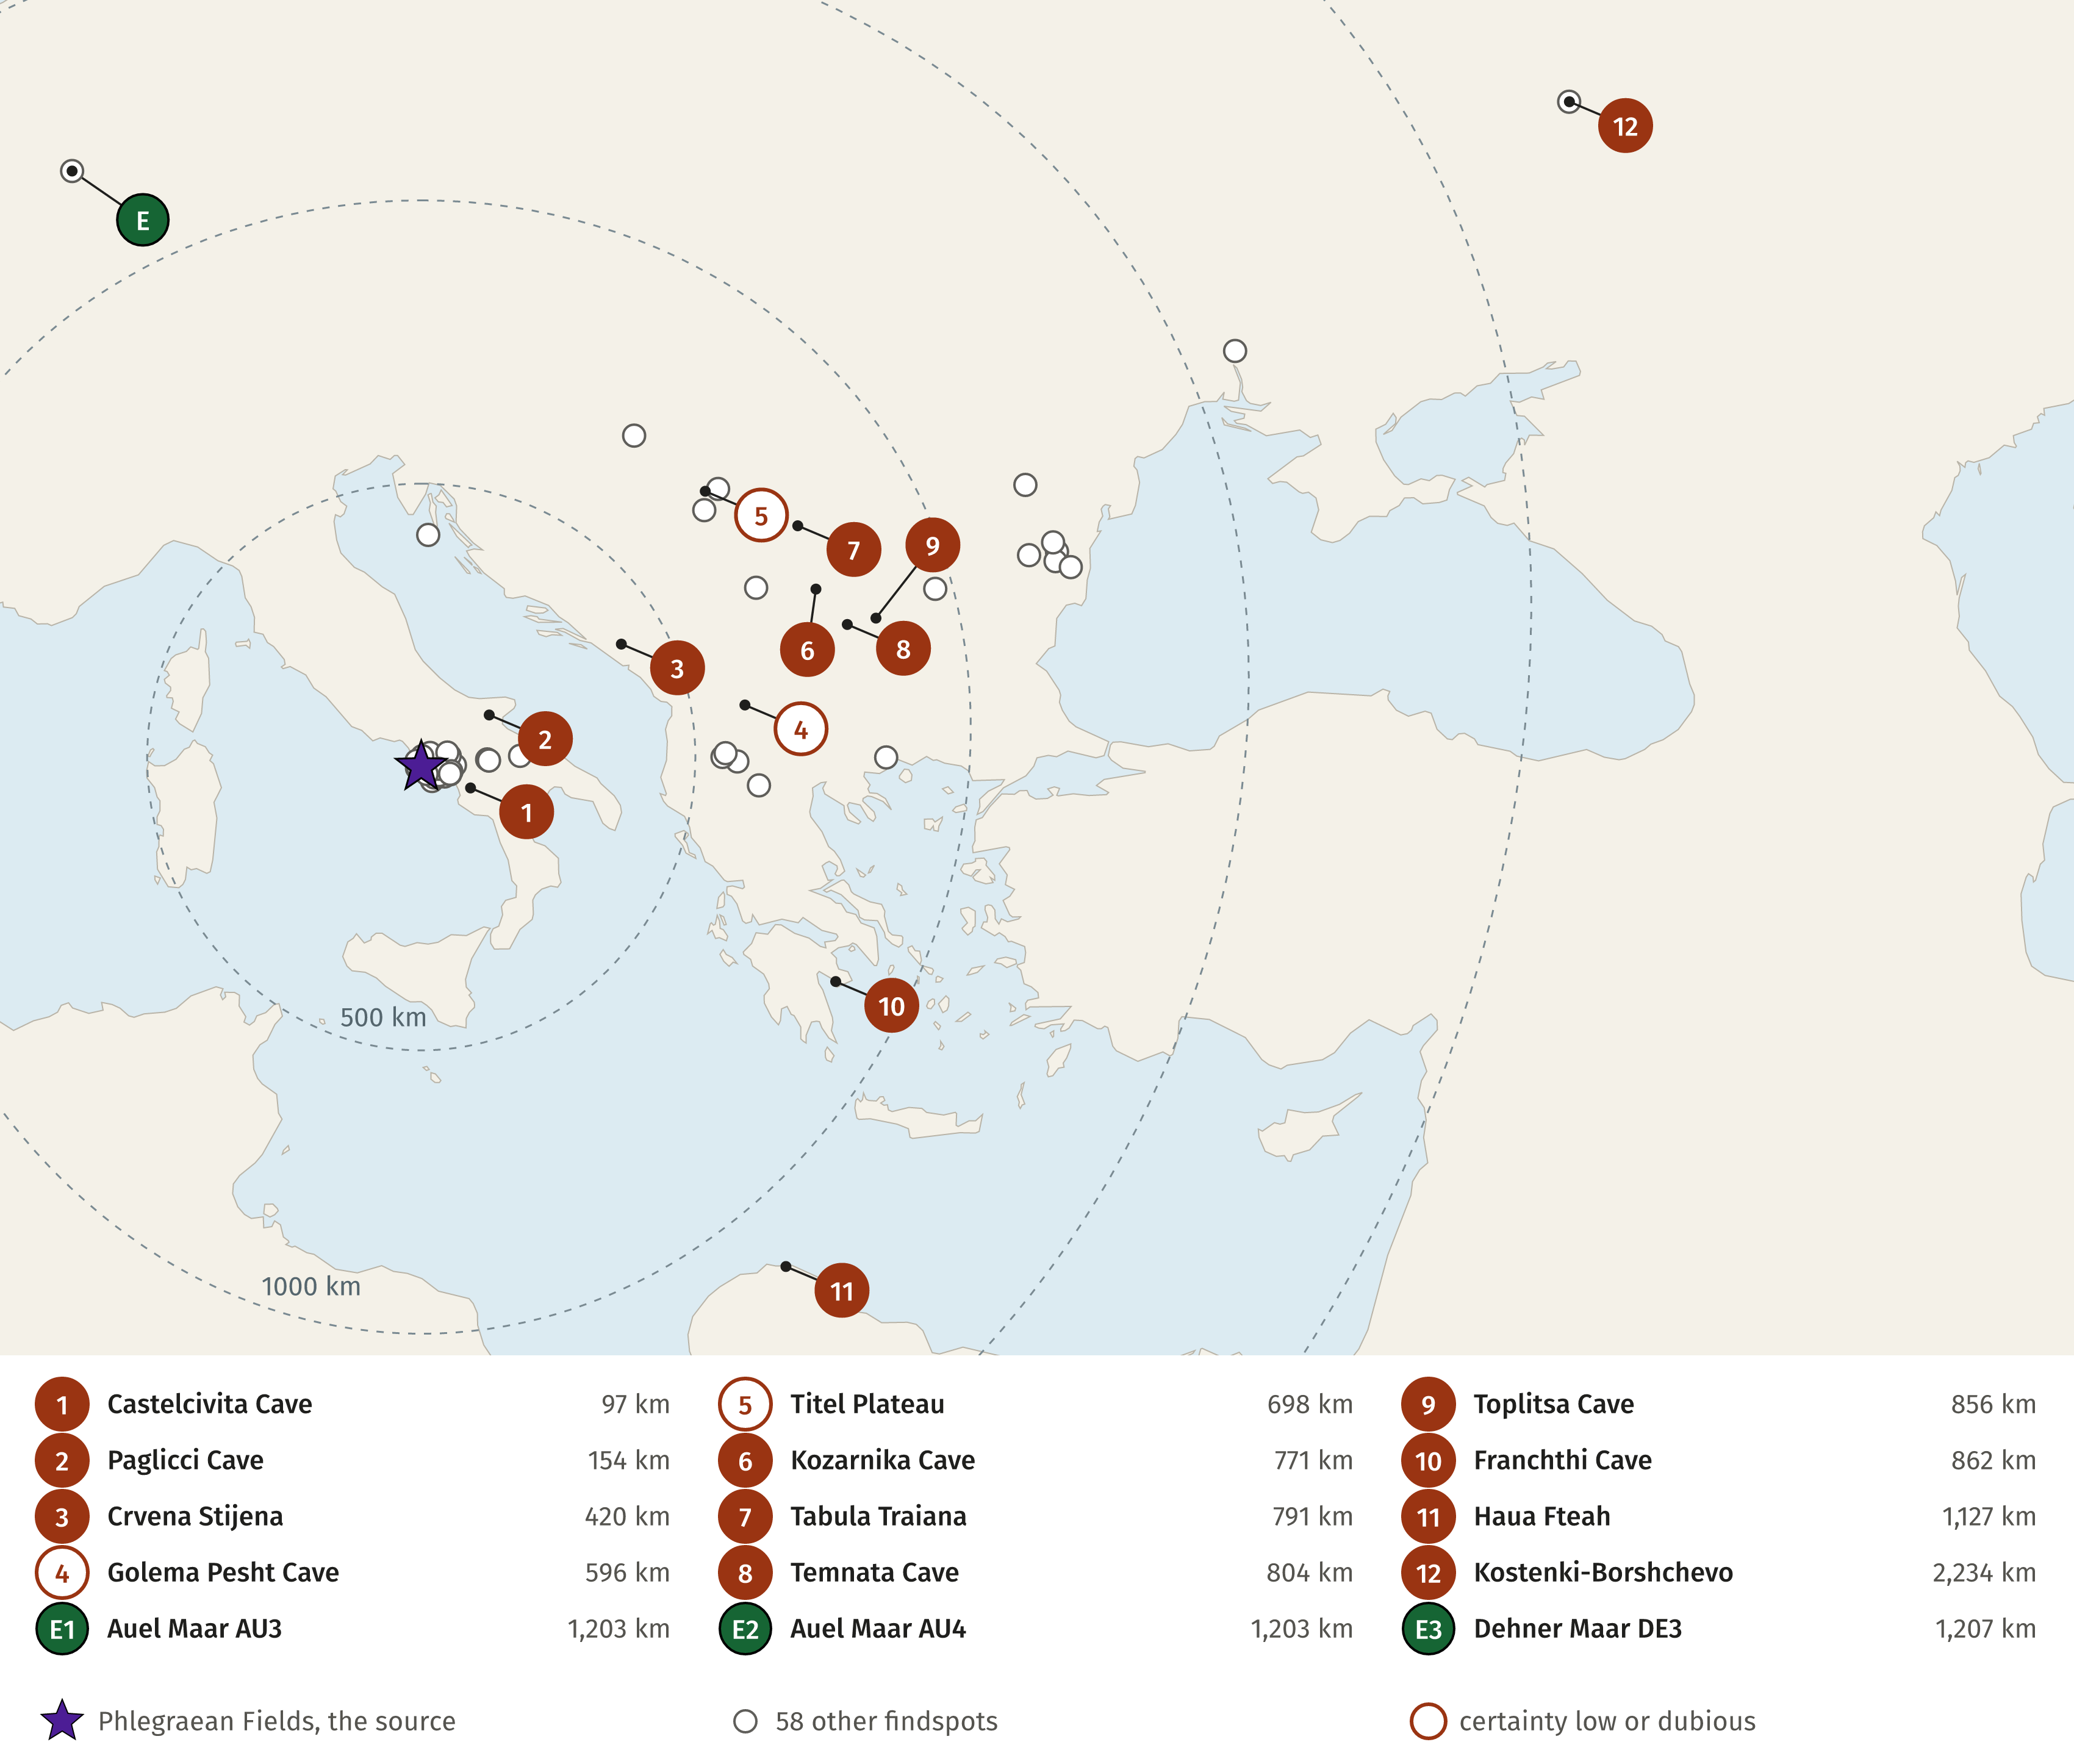 12
E
5
7
9
6
8
3
4
2
1
10
500 km
1000 km
11
1 Castelcivita Cave 97 km
2 Paglicci Cave 154 km
3 Crvena Stijena 420 km
4 Golema Pesht Cave 596 km
E1 Auel Maar AU3 1,203 km
5 Titel Plateau 698 km
6 Kozarnika Cave 771 km
7 Tabula Traiana 791 km
8 Temnata Cave 804 km
E2 Auel Maar AU4 1,203 km
9 Toplitsa Cave 856 km
10 Franchthi Cave 862 km
11 Haua Fteah 1,127 km
12 Kostenki-Borshchevo 2,234 km
E3 Dehner Maar DE3 1,207 km
Phlegraean Fields, the source
58 other findspots
certainty low or dubious